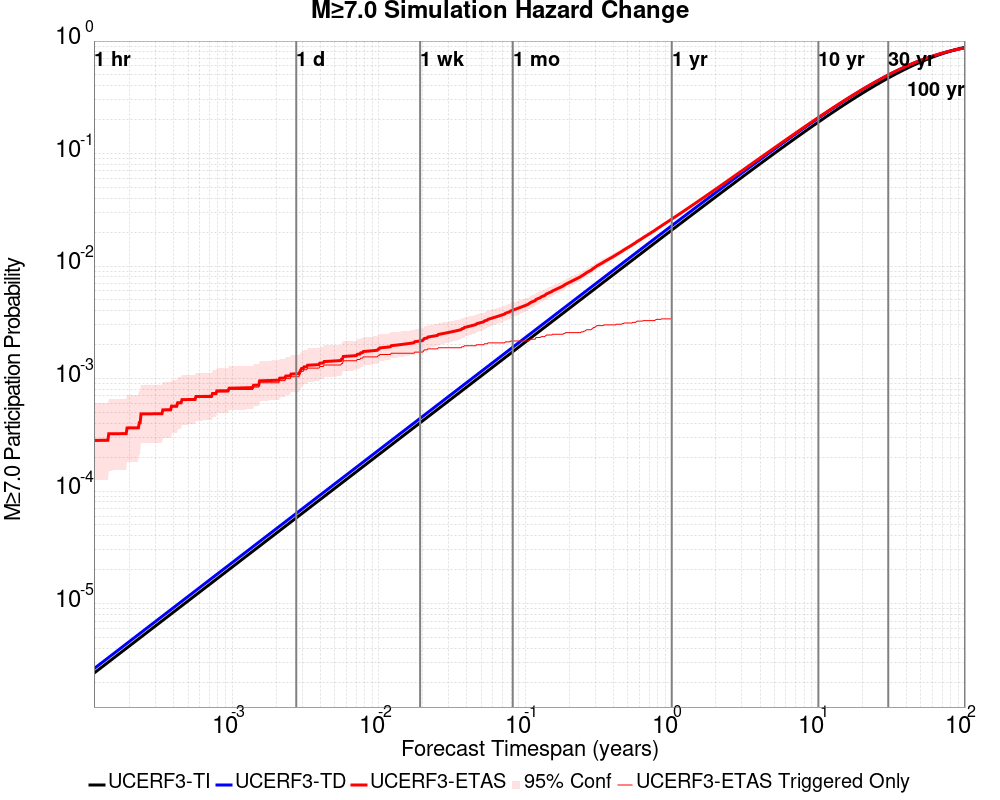 M≥7.0 Simulation Hazard Change
10^0
1 hr 1 d 1 wk 1 mo 1 yr 10 yr 30 yr
100 yr
10^-1
10^-2
10^-3
10^-4
10^-5
M≥7.0 Participation Probability
10^-3 10^-2 10^-1 10^0 10^1 10^2
Forecast Timespan (years)
UCERF3-TI UCERF3-TD UCERF3-ETAS 95% Conf UCERF3-ETAS Triggered Only